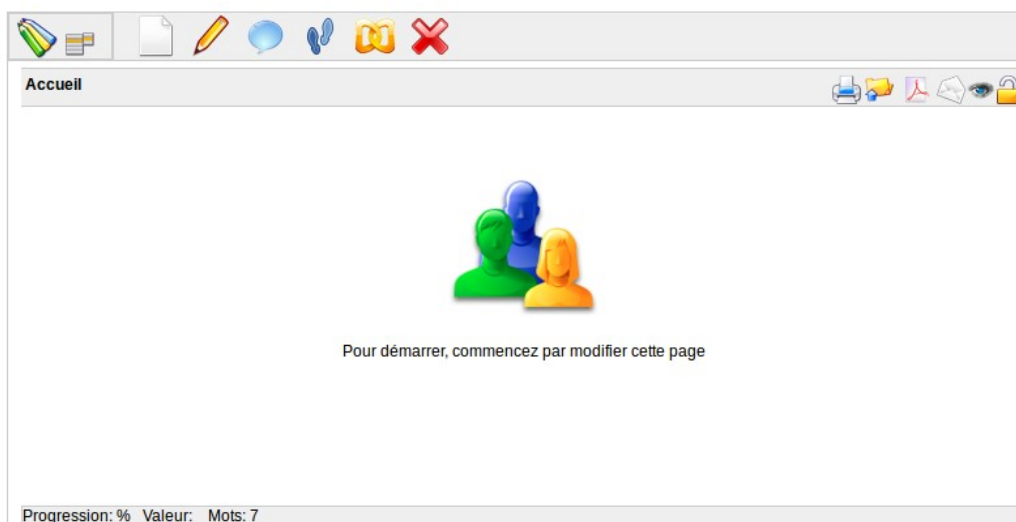 Accueil
Pour démarrer, commencez par modifier cette page
Progression: % Valeur: Mots: 7